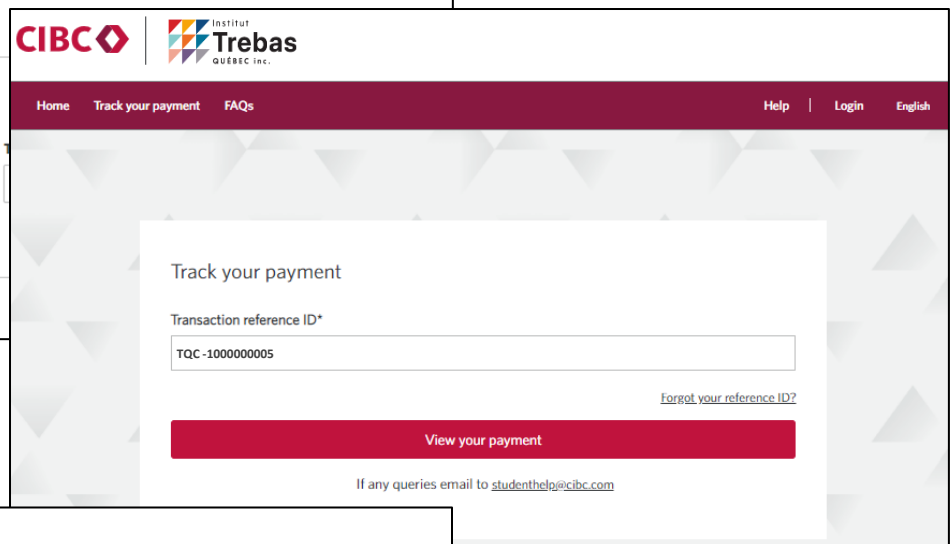 CIBC
Institut
Trebas
QUÉBEC inc.
Home Track your payment FAQs Help | Login English
Track your payment
Transaction reference ID*
TQC -1000000005
Forgot your reference ID?
View your payment
If any queries email to studenthelp@cibc.com